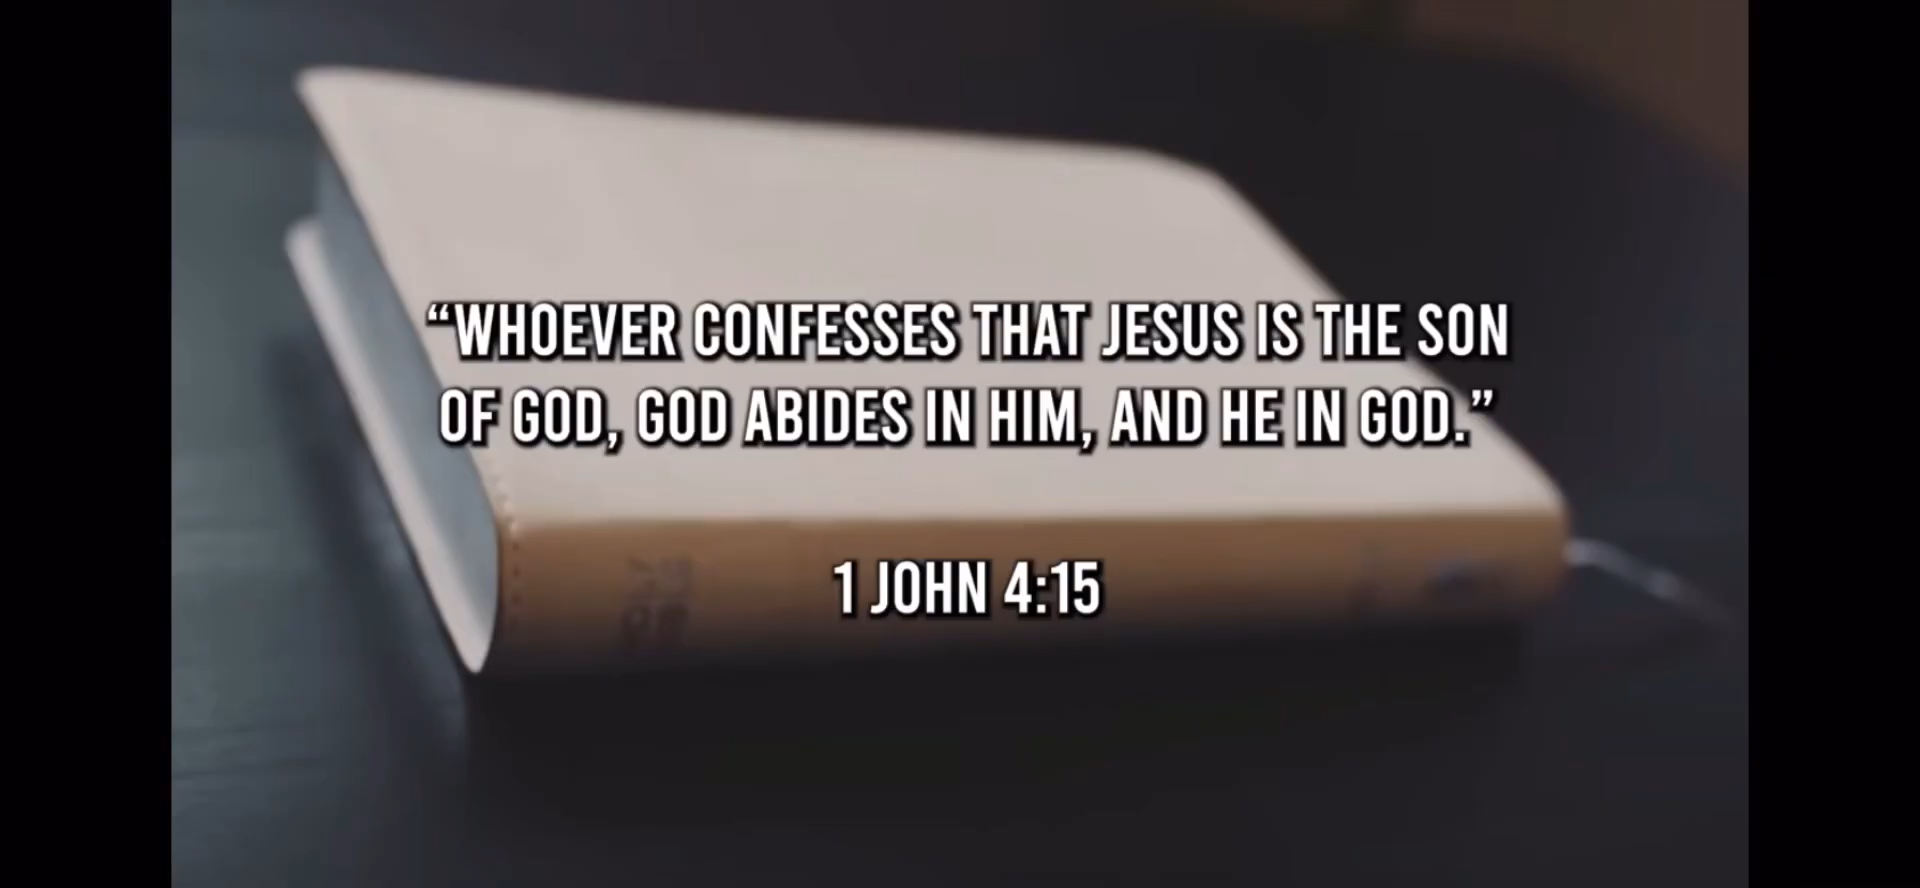 “WHOEVER CONFESSES THAT JESUS IS THE SON
OF GOD, GOD ABIDES IN HIM, AND HE IN GOD.”
1 JOHN 4:15